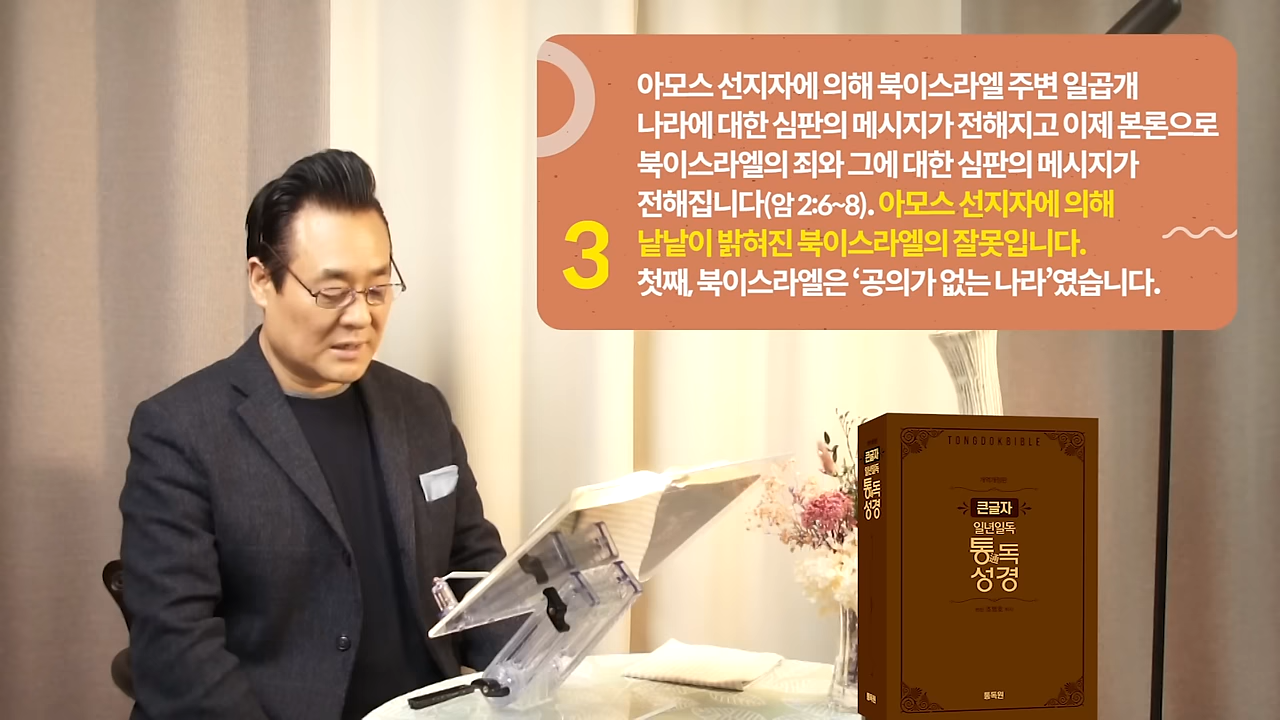 아모스 선지자에 의해 북이스라엘 주변 일곱개
나라에 대한 심판의 메시지가 전해지고 이제 본론으로
북이스라엘의 죄와 그에 대한 심판의 메시지가
전해집니다(암 2:6~8). 아모스 선지자에 의해
낱낱이 밝혀진 북이스라엘의 잘못입니다.
첫째, 북이스라엘은 ‘공의가 없는 나라’였습니다.
3
큰글자
일년일독
통독
성경
TONGDOKBIBLE
큰글자
일년일독
통독
성경
통독원
통독원